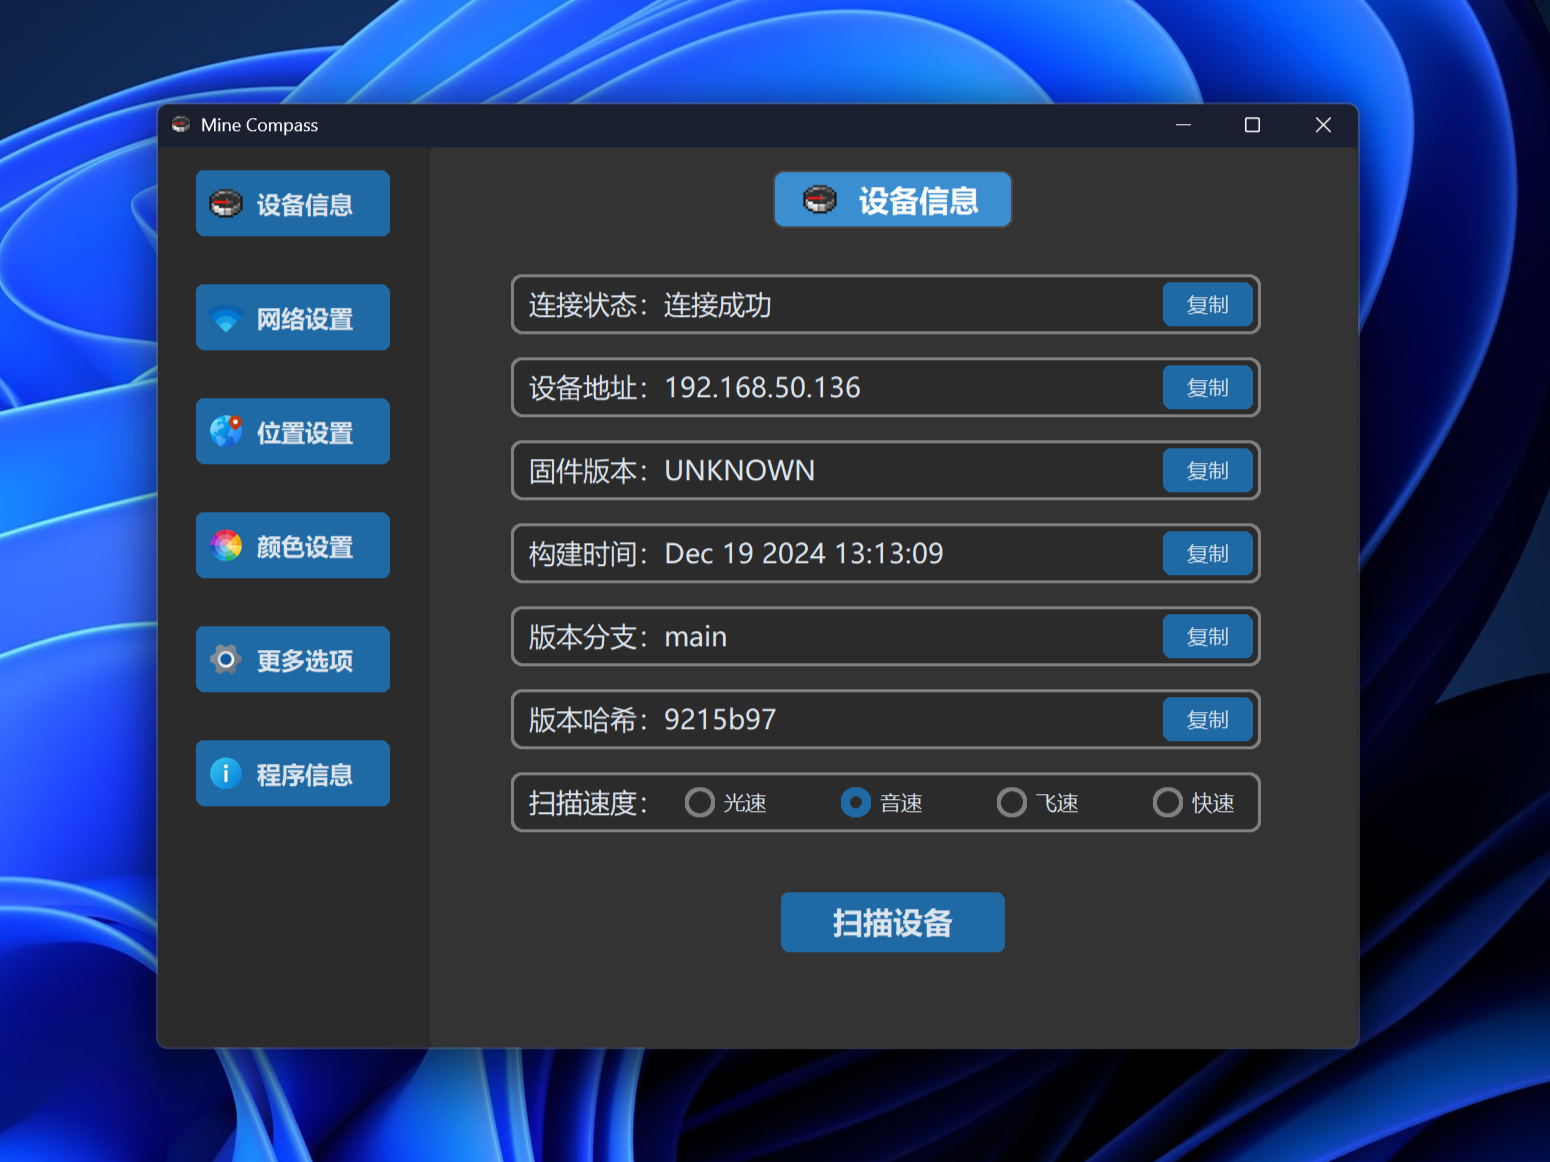 Mine Compass
设备信息
网络设置
位置设置
颜色设置
更多选项
程序信息
设备信息
连接状态：连接成功 复制
设备地址：192.168.50.136 复制
固件版本：UNKNOWN 复制
构建时间：Dec 19 2024 13:13:09 复制
版本分支：main 复制
版本哈希：9215b97 复制
扫描速度： 光速 音速 飞速 快速
扫描设备